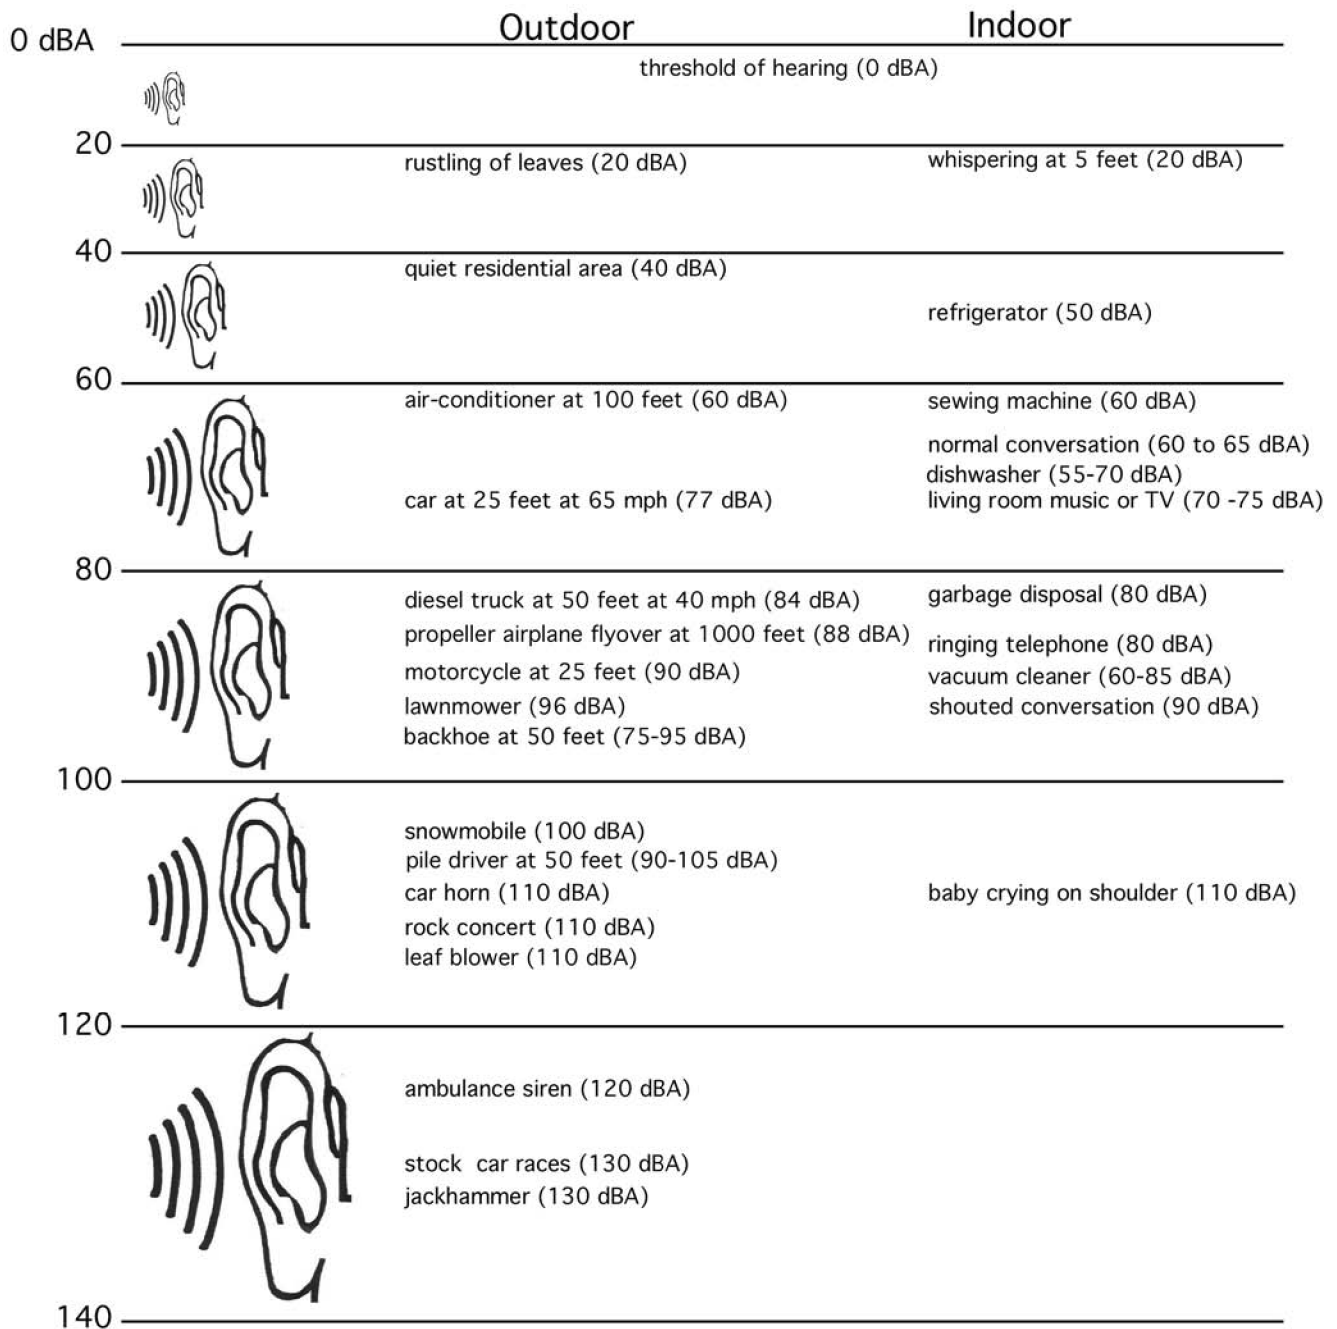 Outdoor Indoor
0 dBA
threshold of hearing (0 dBA)
20
rustling of leaves (20 dBA) whispering at 5 feet (20 dBA)
40
quiet residential area (40 dBA)
refrigerator (50 dBA)
60
air-conditioner at 100 feet (60 dBA) sewing machine (60 dBA)
normal conversation (60 to 65 dBA)
dishwasher (55-70 dBA)
car at 25 feet at 65 mph (77 dBA) living room music or TV (70 -75 dBA)
80
diesel truck at 50 feet at 40 mph (84 dBA) garbage disposal (80 dBA)
propeller airplane flyover at 1000 feet (88 dBA) ringing telephone (80 dBA)
motorcycle at 25 feet (90 dBA) vacuum cleaner (60-85 dBA)
lawnmower (96 dBA) shouted conversation (90 dBA)
backhoe at 50 feet (75-95 dBA)
100
snowmobile (100 dBA)
pile driver at 50 feet (90-105 dBA)
car horn (110 dBA) baby crying on shoulder (110 dBA)
rock concert (110 dBA)
leaf blower (110 dBA)
120
ambulance siren (120 dBA)
stock car races (130 dBA)
jackhammer (130 dBA)
140